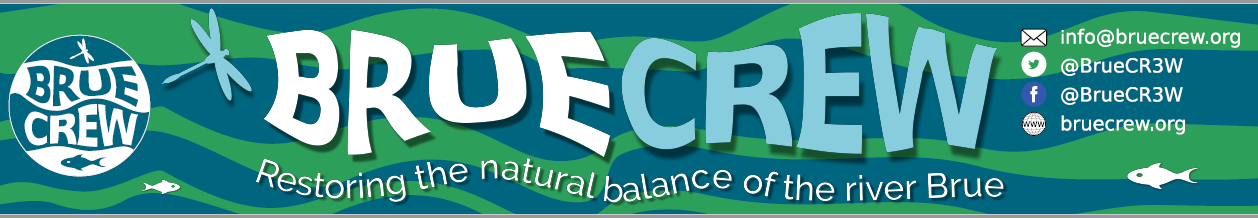 BRUE
CREW
BRUECREW
Restoring the natural balance of the river Brue
info@bruecrew.org
@BrueCR3W
@BrueCR3W
www
bruecrew.org